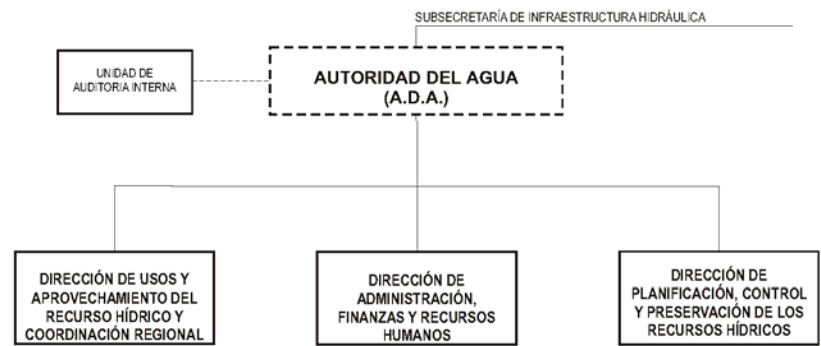 SUBSECRETARÍA DE INFRAESTRUCTURA HIDRÁULICA
UNIDAD DE
AUDITORIA INTERNA
AUTORIDAD DEL AGUA
(A.D.A.)
DIRECCIÓN DE USOS Y
APROVECHAMIENTO DEL
RECURSO HÍDRICO Y
COORDINACIÓN REGIONAL
DIRECCIÓN DE
ADMINISTRACIÓN,
FINANZAS Y RECURSOS
HUMANOS
DIRECCIÓN DE
PLANIFICACIÓN, CONTROL
Y PRESERVACIÓN DE LOS
RECURSOS HÍDRICOS